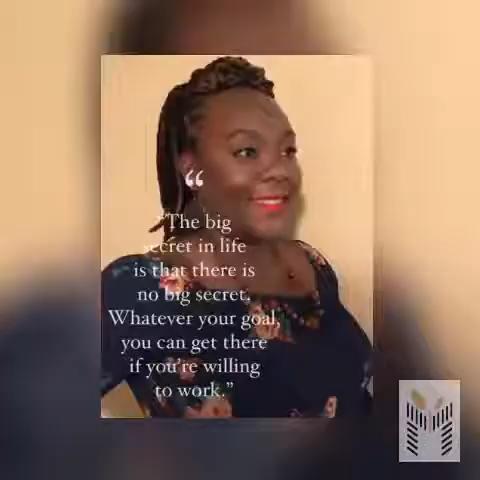 “
“The big
secret in life
is that there is
no big secret.
Whatever your goal,
you can get there
if you're willing
to work.”